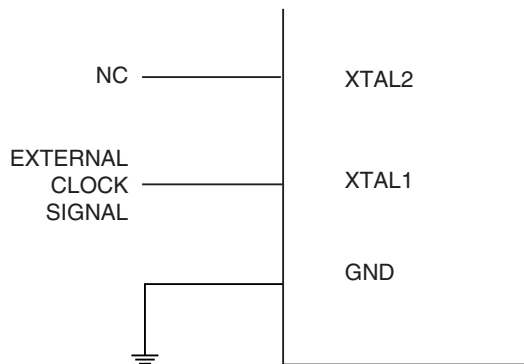 NC
XTAL2
EXTERNAL
CLOCK
SIGNAL
XTAL1
GND